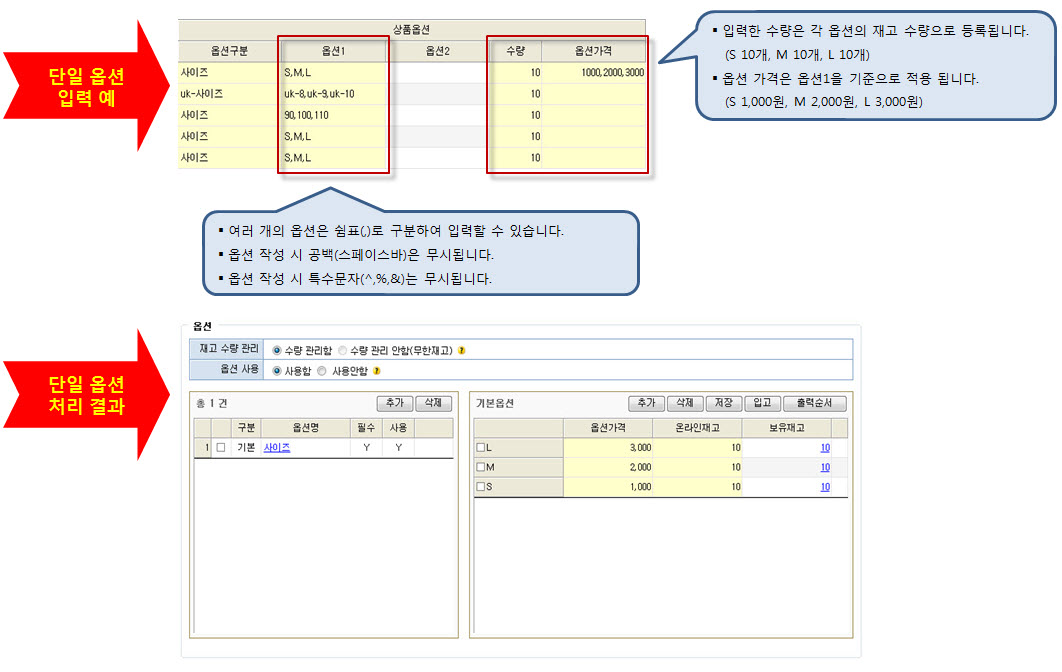 단일 옵션
입력 예
상품옵션
옵션구분 옵션1 옵션2 수량 옵션가격
사이즈 S,M,L 10 1000,2000,3000
uk-사이즈 uk-8,uk-9,uk-10 10
사이즈 90,100,110 10
사이즈 S,M,L 10
사이즈 S,M,L 10
▪ 입력한 수량은 각 옵션의 재고 수량으로 등록됩니다.
(S 10개, M 10개, L 10개)
▪ 옵션 가격은 옵션1을 기준으로 적용 됩니다.
(S 1,000원, M 2,000원, L 3,000원)
▪ 여러 개의 옵션은 쉼표(,)로 구분하여 입력할 수 있습니다.
▪ 옵션 작성 시 공백(스페이스바)은 무시됩니다.
▪ 옵션 작성 시 특수문자(^,%,&)는 무시됩니다.
단일 옵션
처리 결과
옵션
재고 수량 관리 수량 관리함 수량 관리 안함(무한재고) ?
옵션 사용 사용함 사용안함 ?
총 1 건 추가 삭제
구분 옵션명 필수 사용
1 기본 사이즈 Y Y
기본옵션 추가 삭제 저장 입고 출력순서
옵션가격 온라인재고 보유재고
L 3,000 10 10
M 2,000 10 10
S 1,000 10 10